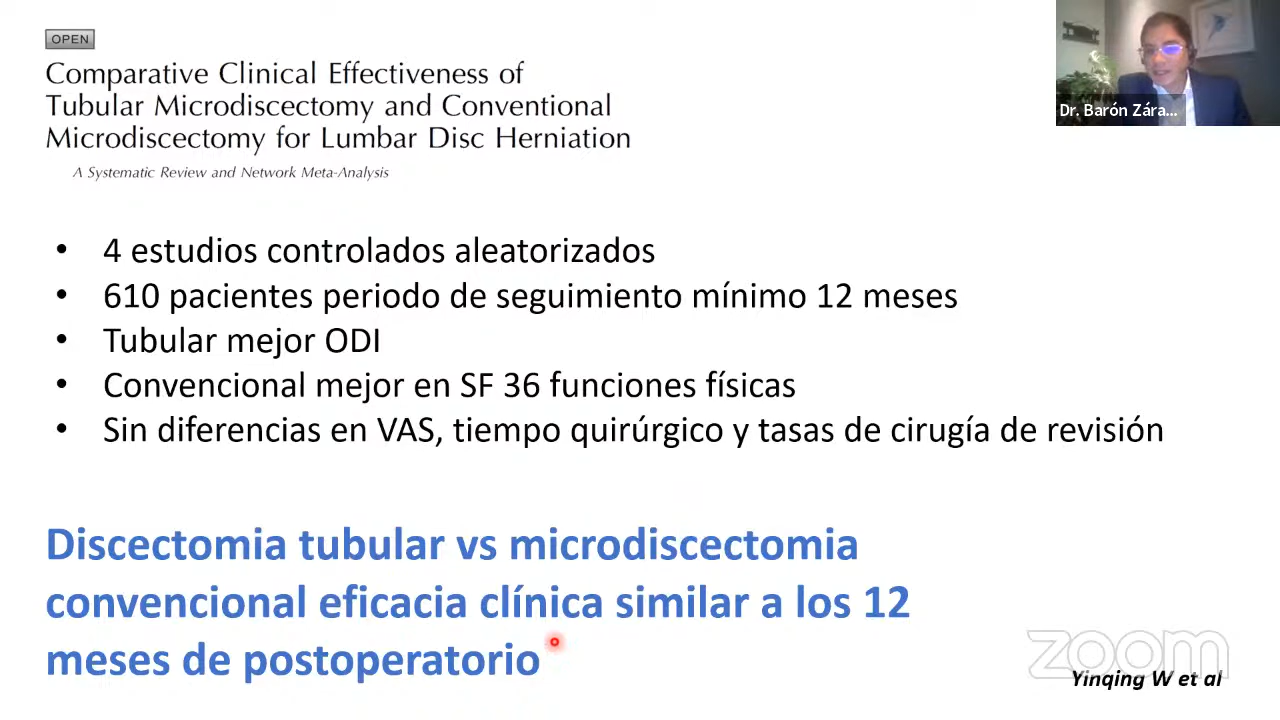 OPEN
Comparative Clinical Effectiveness of
Tubular Microdiscectomy and Conventional
Microdiscectomy for Lumbar Disc Herniation
A Systematic Review and Network Meta-Analysis
Dr. Barón Zára...
• 4 estudios controlados aleatorizados
• 610 pacientes periodo de seguimiento mínimo 12 meses
• Tubular mejor ODI
• Convencional mejor en SF 36 funciones físicas
• Sin diferencias en VAS, tiempo quirúrgico y tasas de cirugía de revisión
Discectomia tubular vs microdiscectomia
convencional eficacia clínica similar a los 12
meses de postoperatorio
zoom
Yinqing W et al